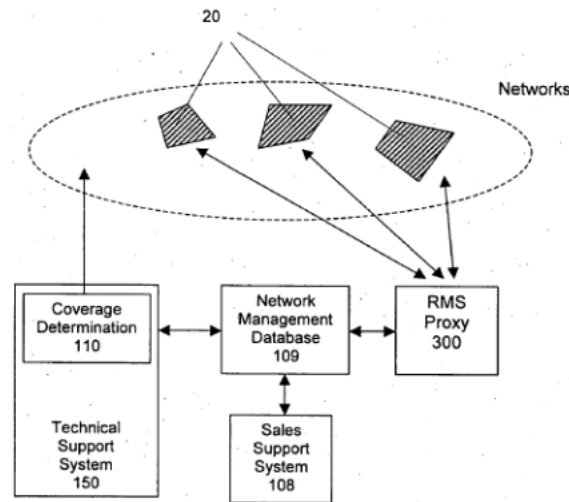 20
Networks
Coverage
Determination
110
Technical
Support
System
150
Network
Management
Database
109
Sales
Support
System
108
RMS
Proxy
300